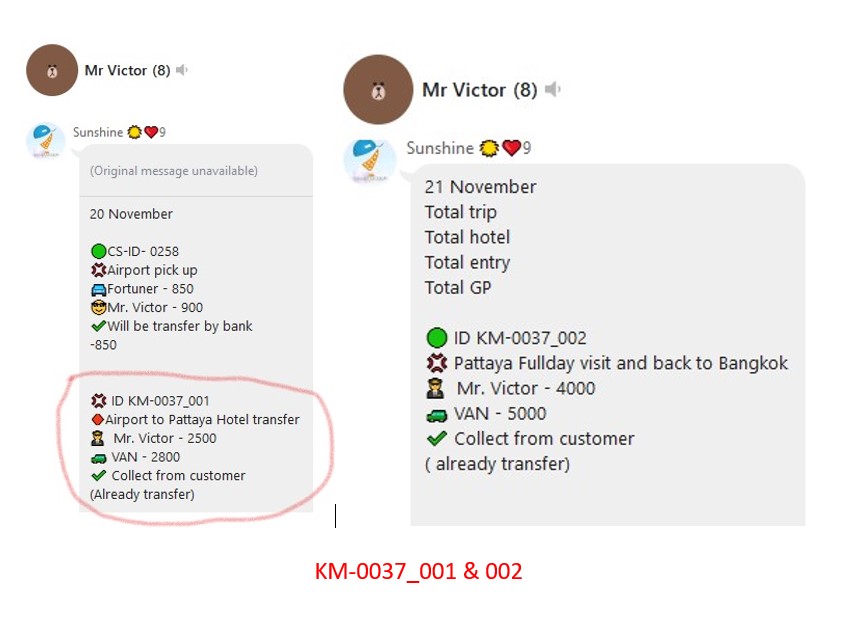 Mr Victor (8)
Sunshine 9
(Original message unavailable)
20 November
CS-ID- 0258
Airport pick up
Fortuner - 850
Mr. Victor - 900
Will be transfer by bank
-850
ID KM-0037_001
Airport to Pattaya Hotel transfer
Mr. Victor - 2500
VAN - 2800
Collect from customer
(Already transfer)
Mr Victor (8)
Sunshine 9
21 November
Total trip
Total hotel
Total entry
Total GP
ID KM-0037_002
Pattaya Fullday visit and back to Bangkok
Mr. Victor - 4000
VAN - 5000
Collect from customer
( already transfer)
KM-0037_001 & 002